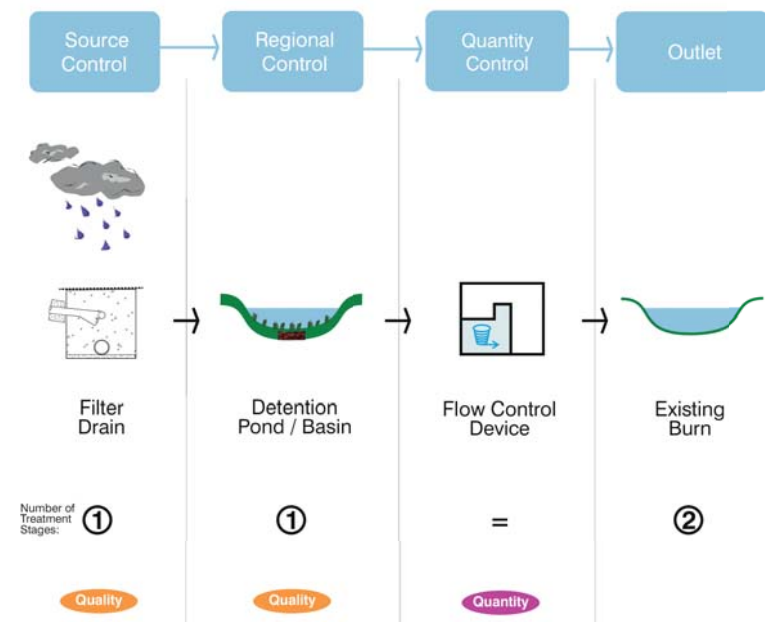 Source
Control
Regional
Control
Quantity
Control
Outlet
Filter
Drain
Detention
Pond / Basin
Flow Control
Device
Existing
Burn
Number of
Treatment
Stages:
1
1
=
2
Quality
Quality
Quantity